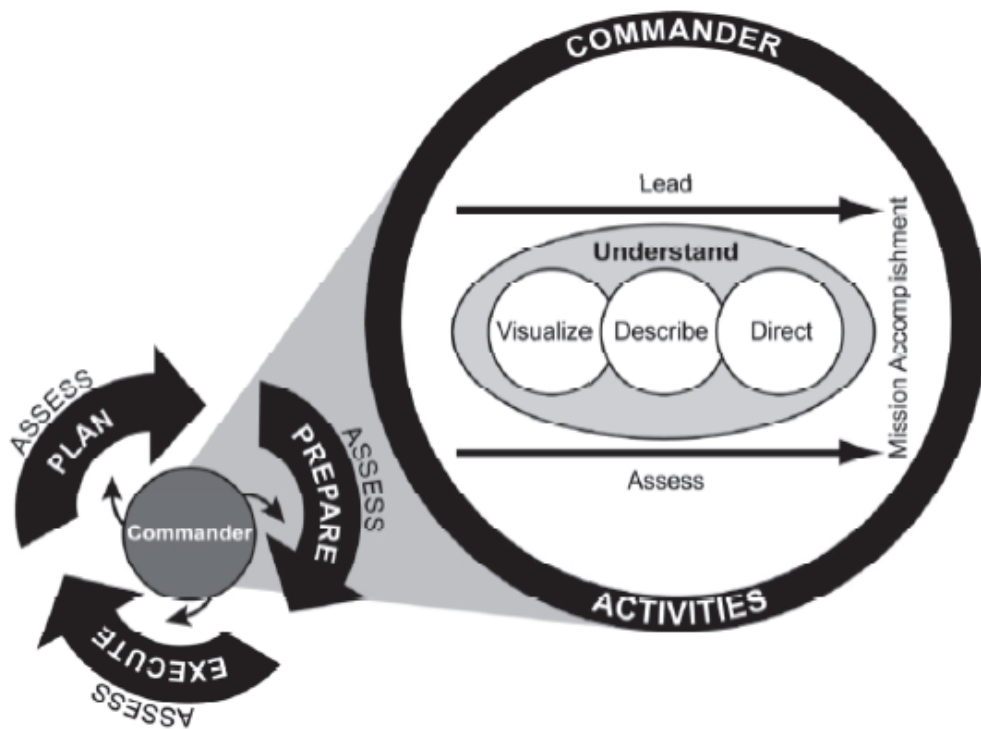 COMMANDER
Lead
Understand
Visualize
Describe
Direct
Mission Accomplishment
Assess
ACTIVITIES
ASSESS
PLAN
PREPARE
ASSESS
Commander
EXECUTE
ASSESS